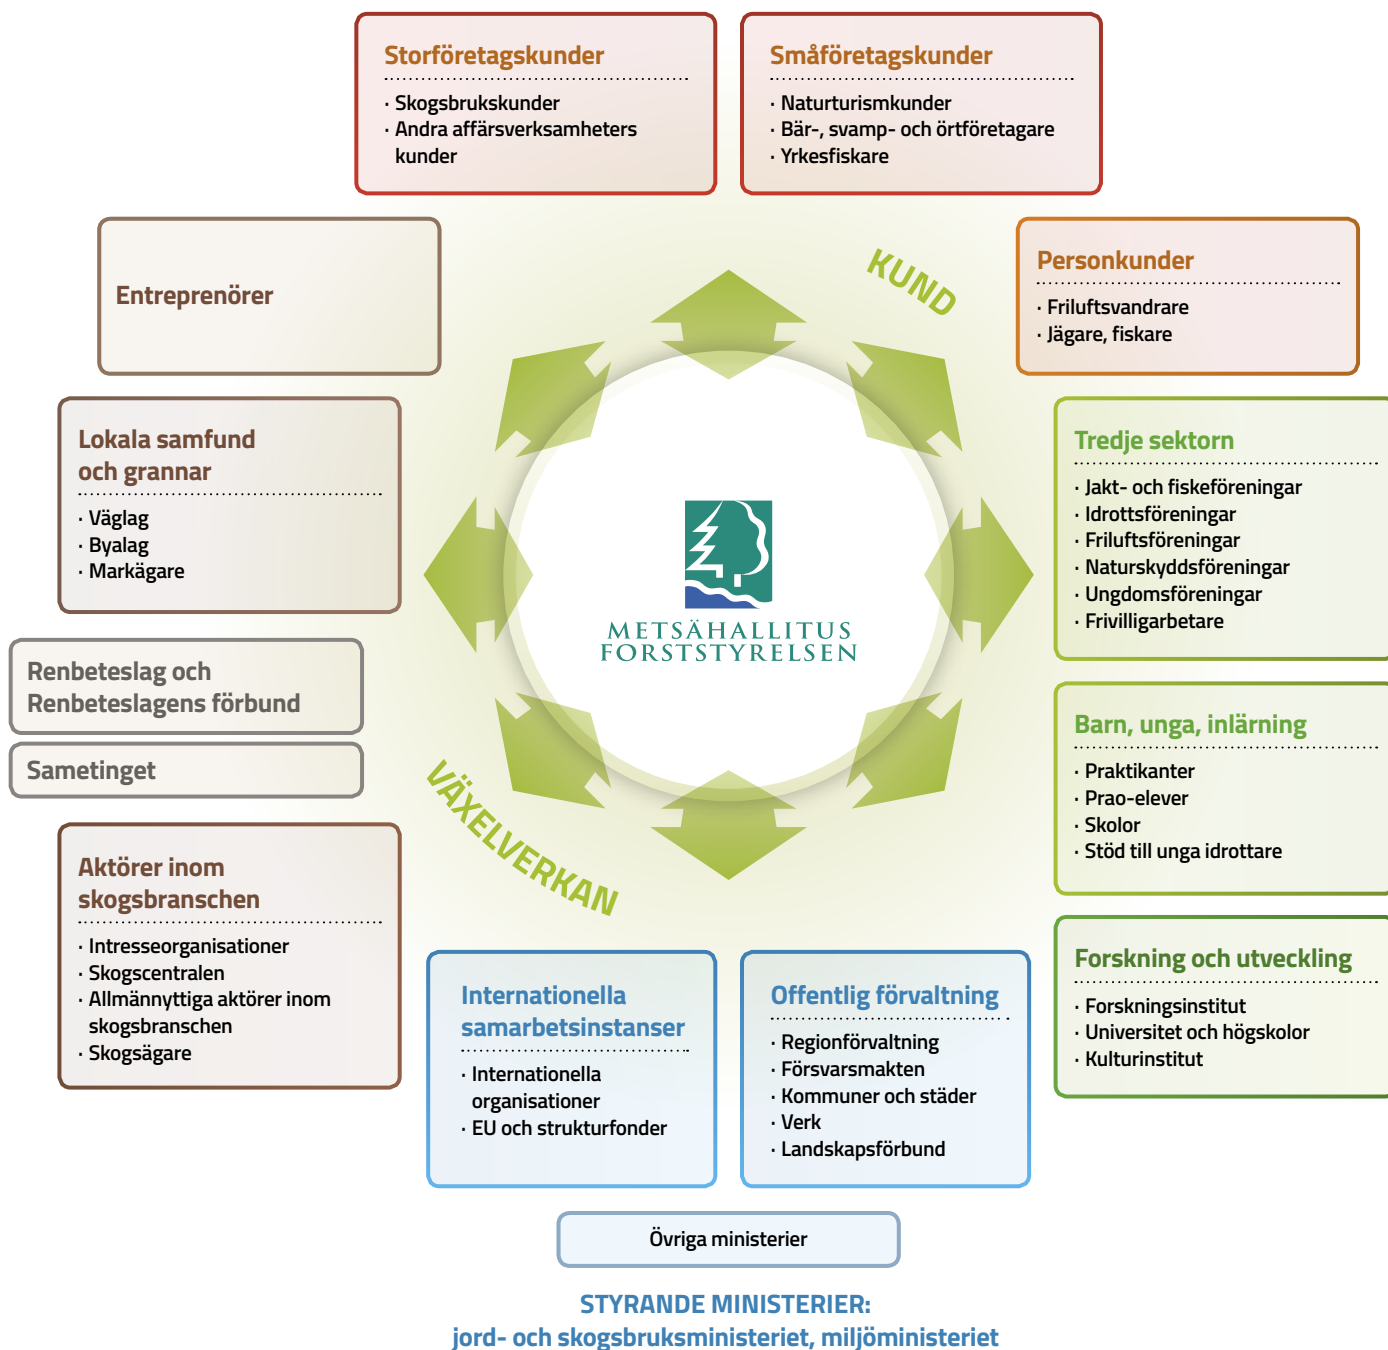 Storföretagskunder
· Skogsbrukskunder
· Andra affärsverksamheters
kunder
Småföretagskunder
· Naturturismkunder
· Bär-, svamp- och örtföretagare
· Yrkesfiskare
Entreprenörer
KUND
Personkunder
· Friluftsvandrare
· Jägare, fiskare
Lokala samfund
och grannar
· Väglag
· Byalag
· Markägare
Tredje sektorn
· Jakt- och fiskeföreningar
· Idrottsföreningar
· Friluftsföreningar
· Naturskyddsföreningar
· Ungdomsföreningar
· Frivilligarbetare
METSÄHALLITUS
FORSTSTYRELSEN
Renbeteslag och
Renbeteslagens förbund
Sametinget
VÄXELVERKAN
Barn, unga, inlärning
· Praktikanter
· Prao-elever
· Skolor
· Stöd till unga idrottare
Aktörer inom
skogsbranschen
· Intresseorganisationer
· Skogscentralen
· Allmännyttiga aktörer inom
skogsbranschen
· Skogsägare
Internationella
samarbetsinstanser
· Internationella
organisationer
· EU och strukturfonder
Offentlig förvaltning
· Regionförvaltning
· Försvarsmakten
· Kommuner och städer
· Verk
· Landskapsförbund
Forskning och utveckling
· Forskningsinstitut
· Universitet och högskolor
· Kulturinstitut
Övriga ministerier
STYRANDE MINISTERIER:
jord- och skogsbruksministeriet, miljöministeriet